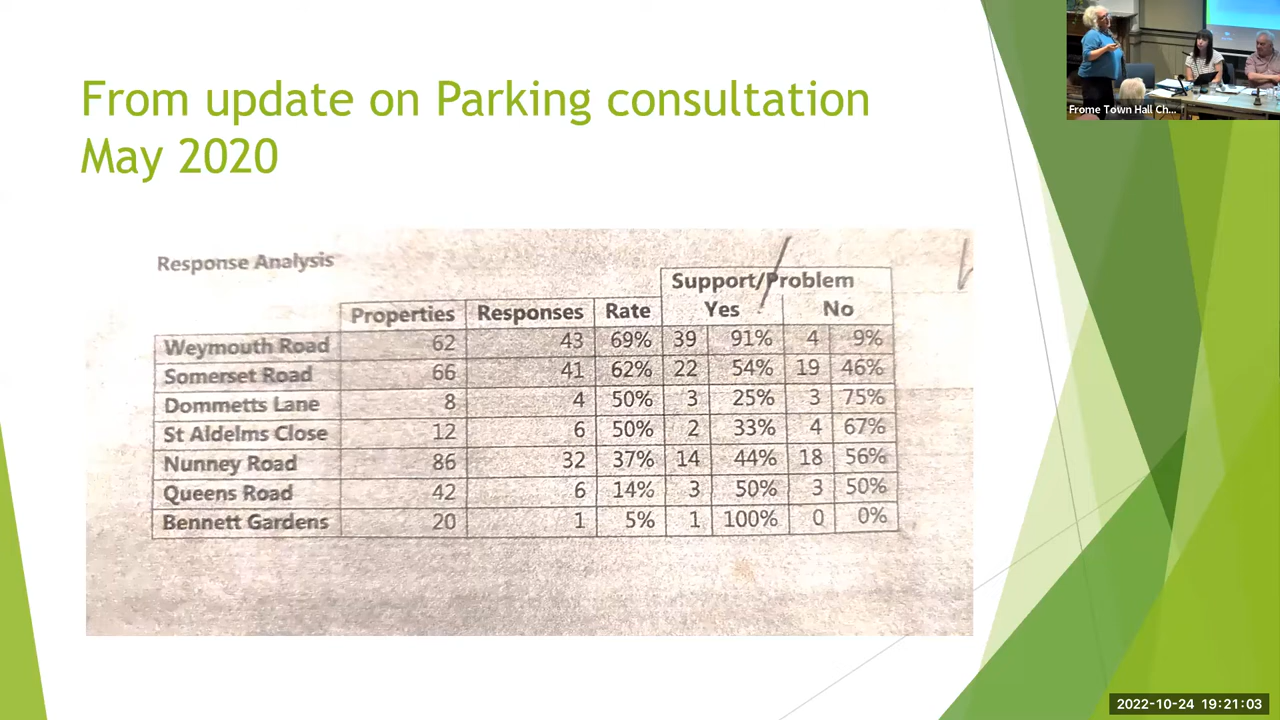 From update on Parking consultation
May 2020
Frome Town Hall Ch...
Response Analysis
Support/Problem
Properties Responses Rate Yes No
Weymouth Road 62 43 69% 39 91% 4 9%
Somerset Road 66 41 62% 22 54% 19 46%
Dommetts Lane 8 4 50% 3 25% 3 75%
St Aldelms Close 12 6 50% 2 33% 4 67%
Nunney Road 86 32 37% 14 44% 18 56%
Queens Road 42 6 14% 3 50% 3 50%
Bennett Gardens 20 1 5% 1 100% 0 0%
2022-10-24 19:21:03